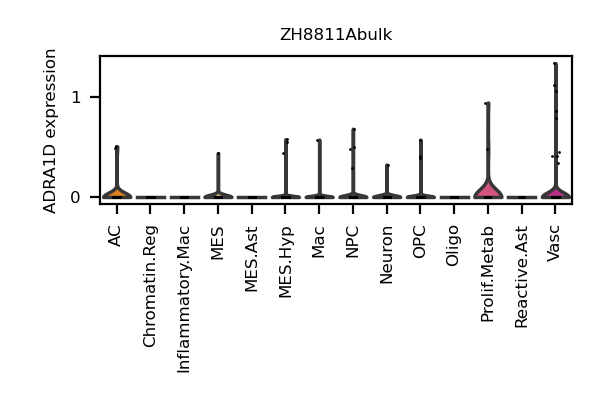 ZH8811Abulk
ADRA1D expression
1
0
AC
Chromatin.Reg
Inflammatory.Mac
MES
MES.Ast
MES.Hyp
Mac
NPC
Neuron
OPC
Oligo
Prolif.Metab
Reactive.Ast
Vasc